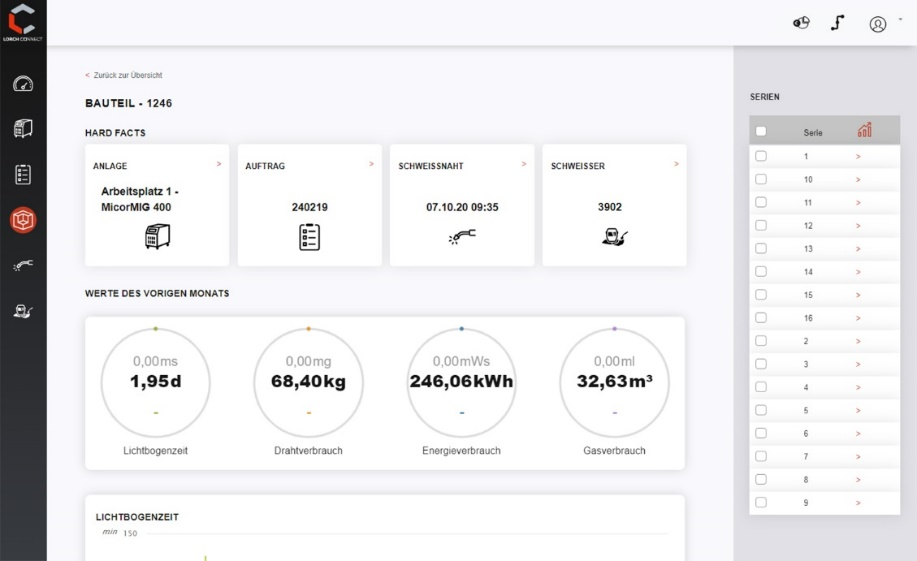 LORCH CONNECT
< Zurück zur Übersicht
BAUTEIL - 1246
HARD FACTS
ANLAGE >
Arbeitsplatz 1 -
MicorMIG 400
AUFTRAG >
240219
SCHWEISSNAHT >
07.10.20 09:35
SCHWEISSER >
3902
WERTE DES VORIGEN MONATS
0,00ms
1,95d
-
Lichtbogenzeit
0,00mg
68,40kg
-
Drahtverbrauch
0,00mWs
246,06kWh
-
Energieverbrauch
0,00ml
32,63m³
-
Gasverbrauch
LICHTBOGENZEIT
min 150
SERIEN
Serie
1 >
10 >
11 >
12 >
13 >
14 >
15 >
16 >
2 >
3 >
4 >
5 >
6 >
7 >
8 >
9 >